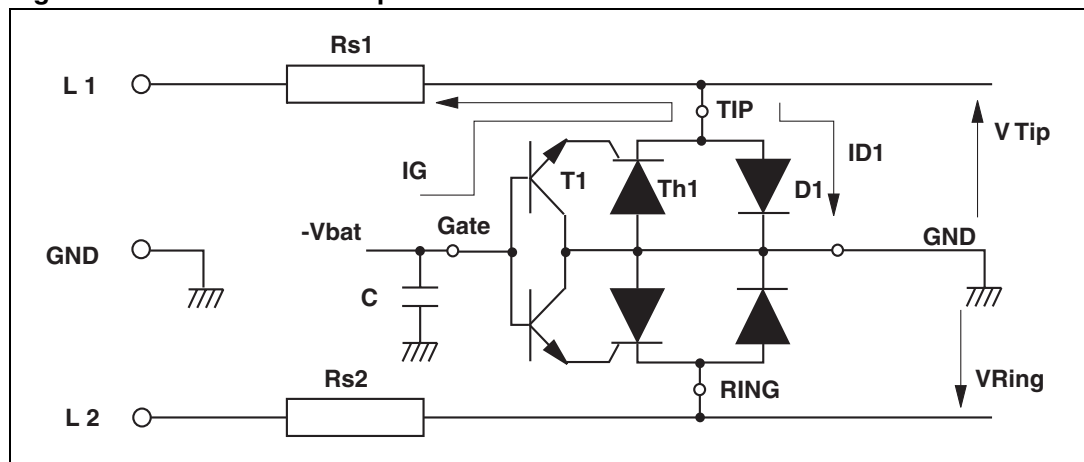 Rs1
L 1
TIP
V Tip
IG
ID1
T1
Th1
D1
-Vbat
Gate
GND
GND
C
Rs2
RING
VRing
L 2